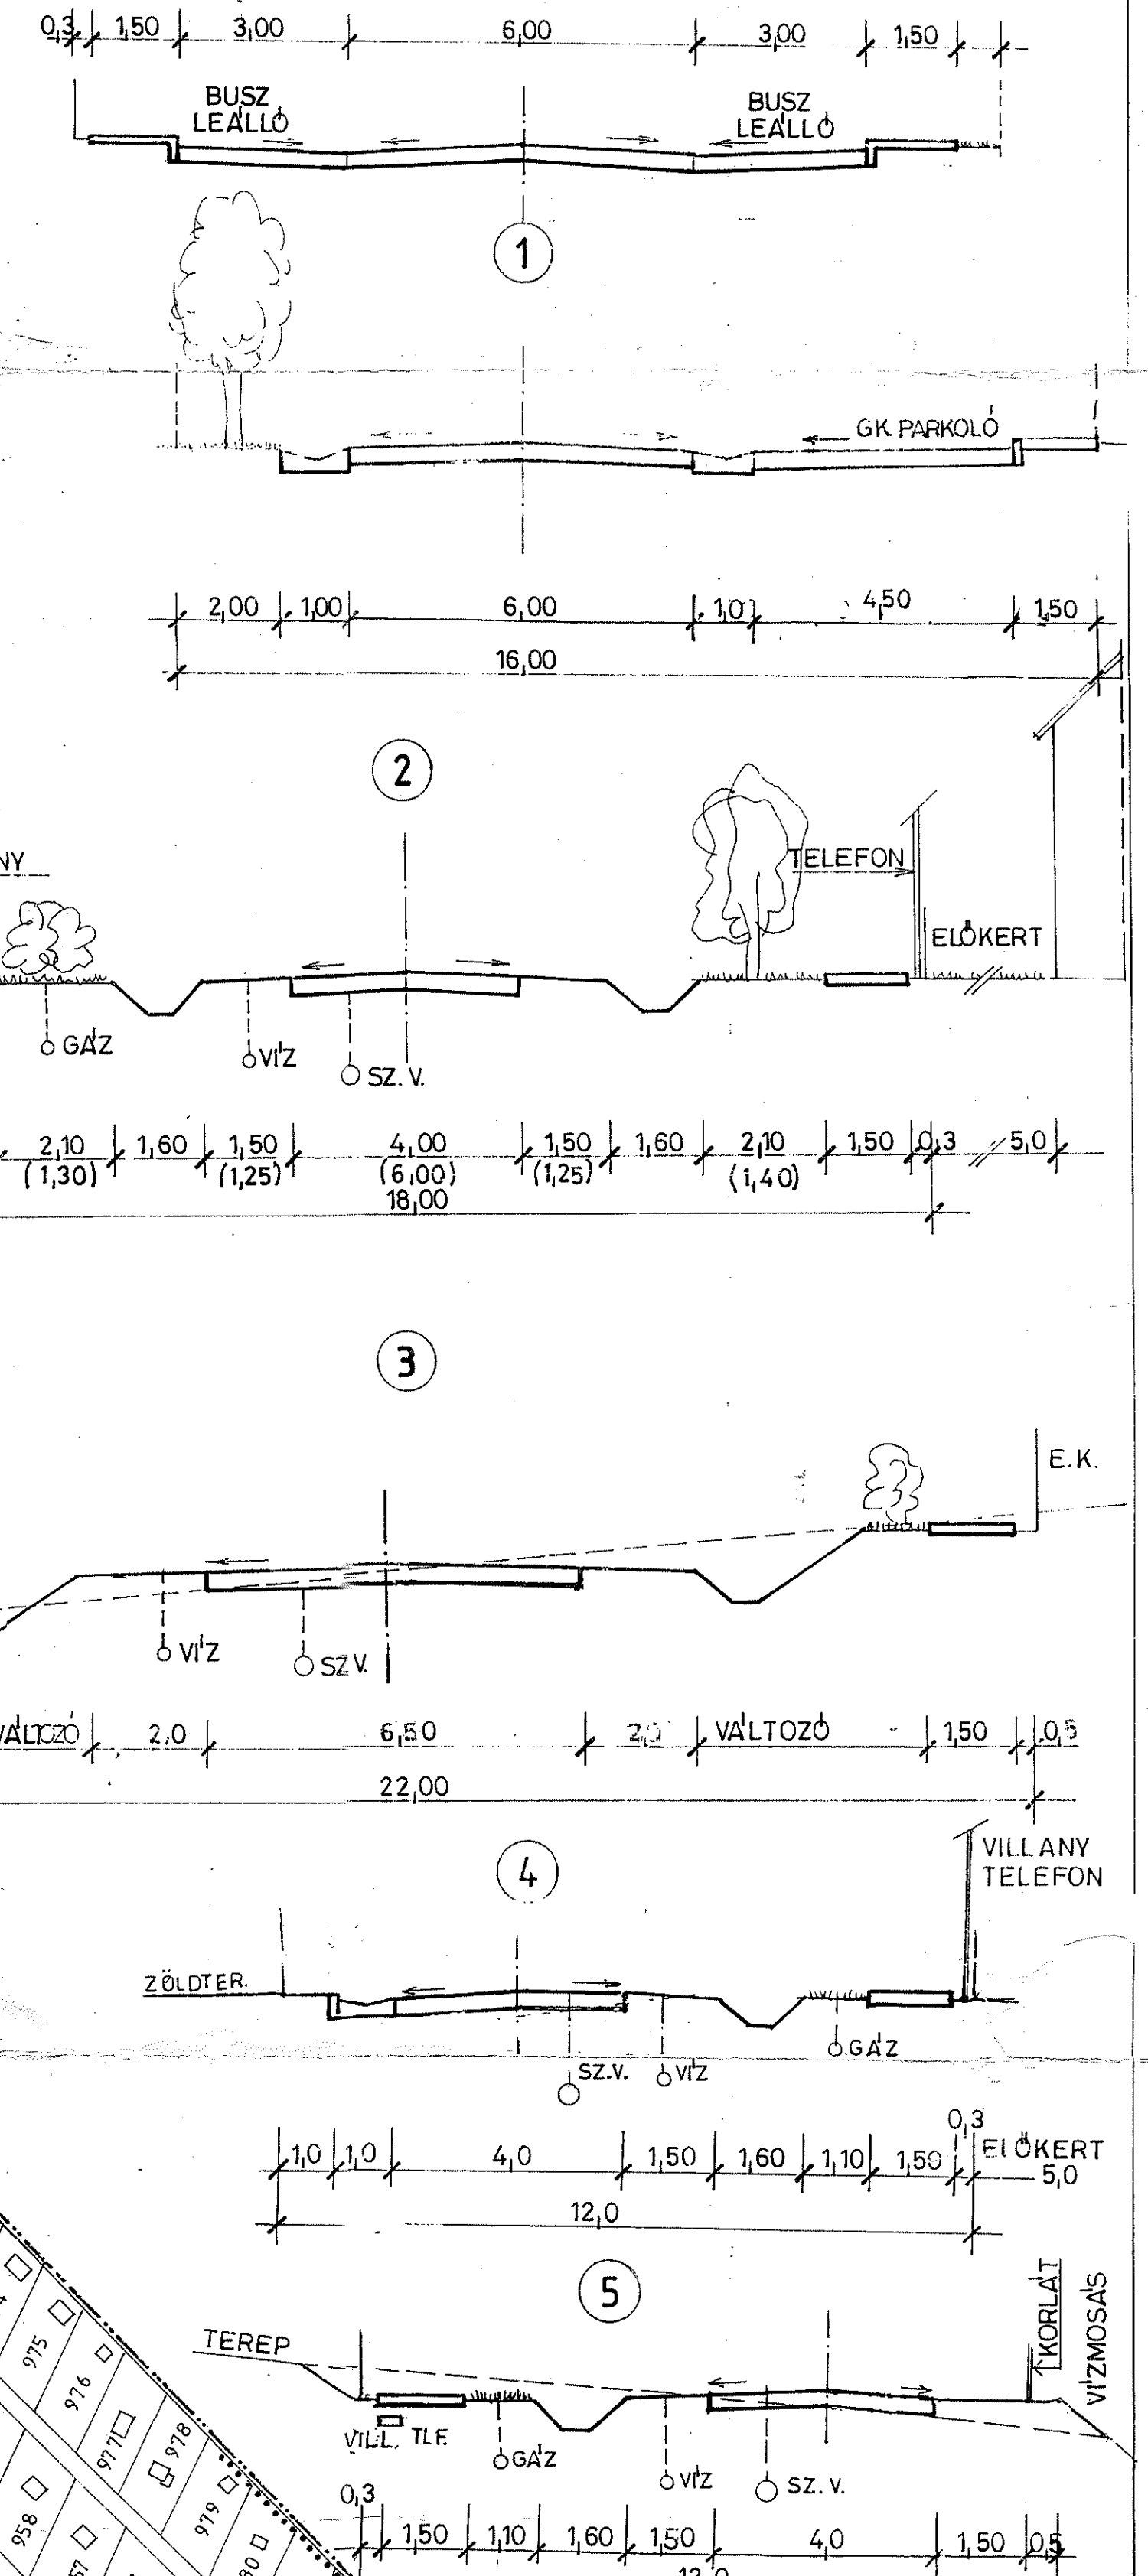 0,3 1,50 3,00 6,00 3,00 1,50
BUSZ
LEÁLLÓ
BUSZ
LEÁLLÓ
1
GK. PARKOLÓ
2,00 1,00 6,00 1,0 4,50 1,50
16,00
2
NY
TELEFON
ELŐKERT
GÁZ
VÍZ
SZ. V.
2,10 1,60 1,50 4,00 1,50 1,60 2,10 1,50 0,3 5,0
(1,30) (1,25) (6,00) (1,25) (1,40)
18,00
3
E.K.
VÍZ
SZ V.
VÁLTOZÓ 2,0 6,50 2,0 VÁLTOZÓ 1,50 0,5
22,00
4
VILLANY
TELEFON
ZÖLDTER.
GÁZ
SZ.V.
VÍZ
0,3
1,0 1,0 4,0 1,50 1,60 1,10 1,50 ELŐKERT
5,0
12,0
5
KORLÁT
VÍZMOSÁS
TEREP
975
976
977
978
979
958
VILL. TLF.
GÁZ
VÍZ
SZ. V.
0,3
1,50 1,10 1,60 1,50 4,0 1,50 0,5